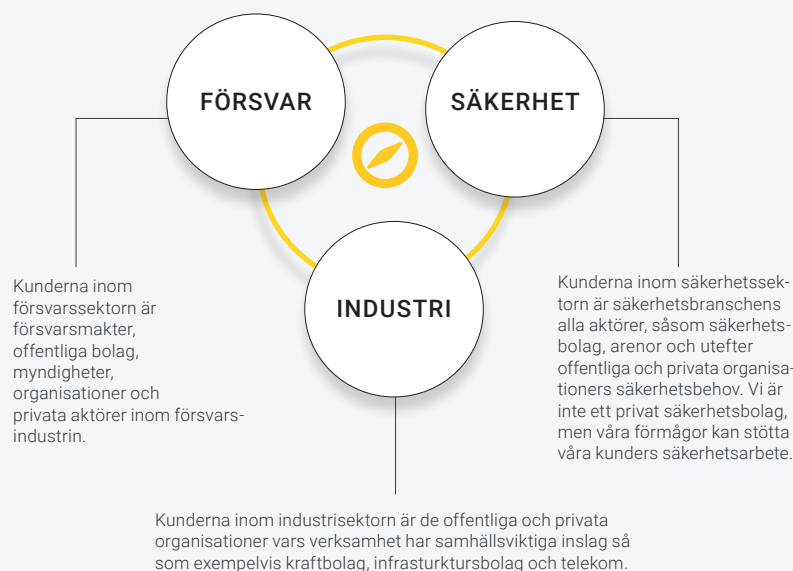 FÖRSVAR
SÄKERHET
INDUSTRI
Kunderna inom
försvarssektorn är
försvarsmakter,
offentliga bolag,
myndigheter,
organisationer och
privata aktörer inom försvars-
industrin.
Kunderna inom säkerhetssek-
torn är säkerhetsbranschens
alla aktörer, såsom säkerhets-
bolag, arenor och utefter
offentliga och privata organisa-
tioners säkerhetsbehov. Vi är
inte ett privat säkerhetsbolag,
men våra förmågor kan stötta
våra kunders säkerhetsarbete.
Kunderna inom industrisektorn är de offentliga och privata
organisationer vars verksamhet har samhällsviktiga inslag så
som exempelvis kraftbolag, infrasturktursbolag och telekom.